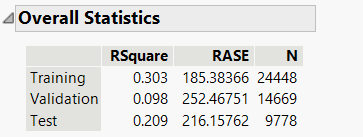 Overall Statistics
RSquare RASE N
Training 0.303 185.38366 24448
Validation 0.098 252.46751 14669
Test 0.209 216.15762 9778